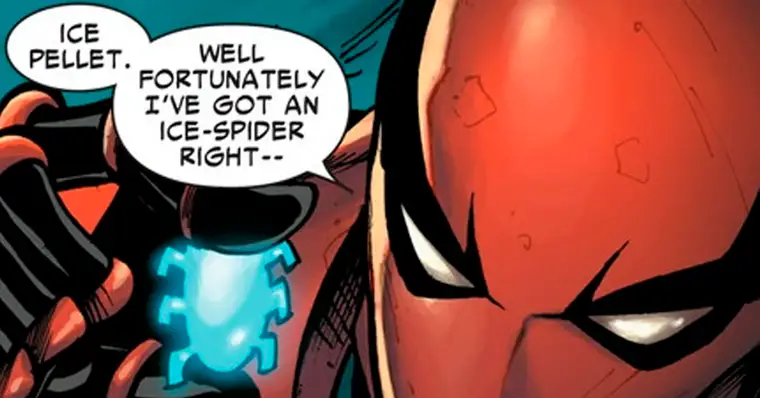 ICE
PELLET.
WELL
FORTUNATELY
I'VE GOT AN
ICE-SPIDER
RIGHT--